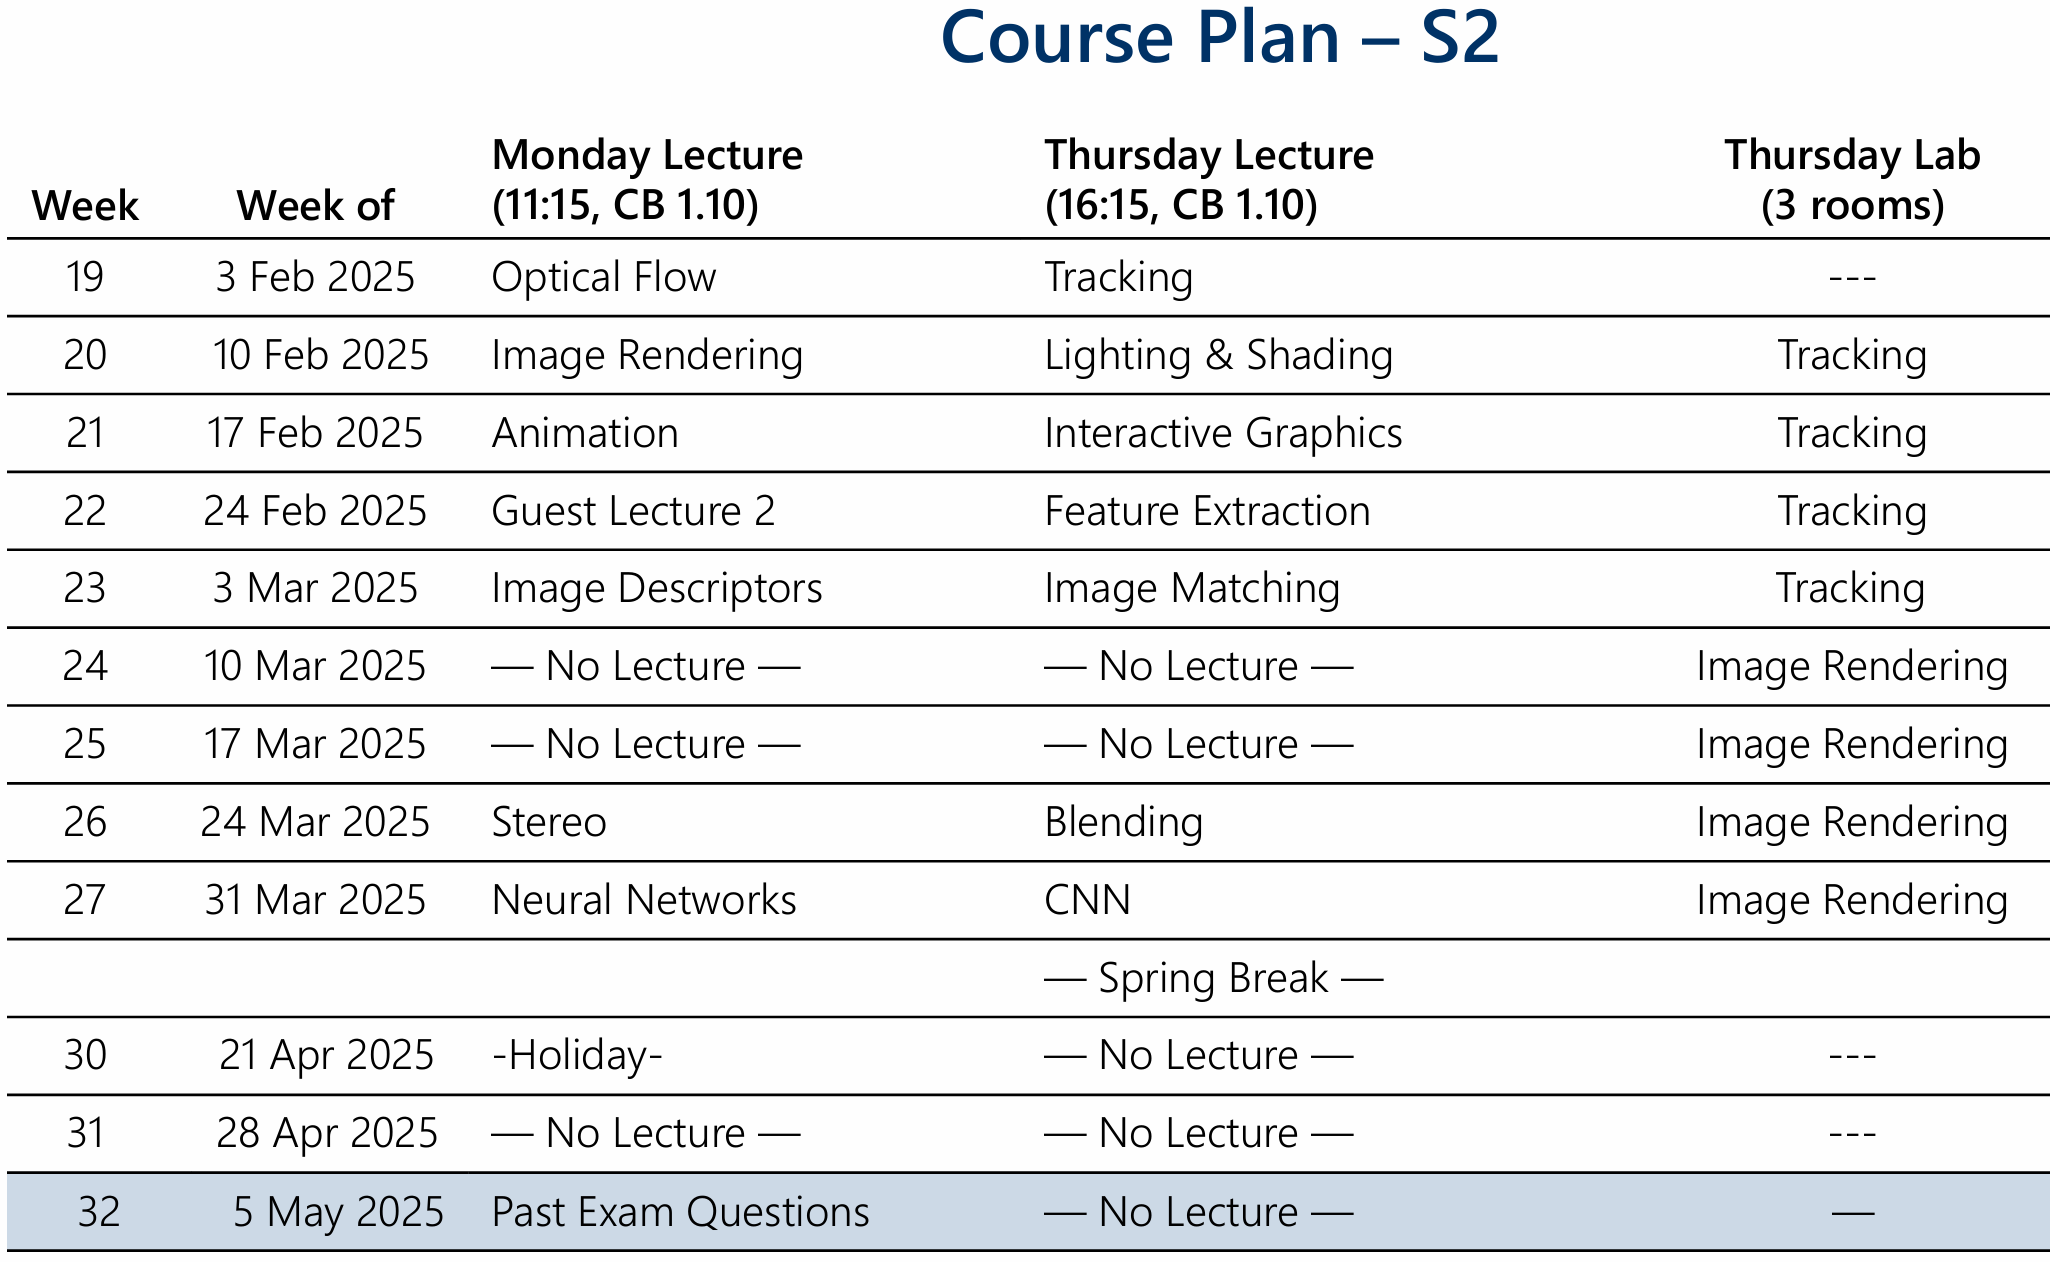 Course Plan – S2
Week Week of Monday Lecture (11:15, CB 1.10) Thursday Lecture (16:15, CB 1.10) Thursday Lab (3 rooms)
19 3 Feb 2025 Optical Flow Tracking ---
20 10 Feb 2025 Image Rendering Lighting & Shading Tracking
21 17 Feb 2025 Animation Interactive Graphics Tracking
22 24 Feb 2025 Guest Lecture 2 Feature Extraction Tracking
23 3 Mar 2025 Image Descriptors Image Matching Tracking
24 10 Mar 2025 — No Lecture — — No Lecture — Image Rendering
25 17 Mar 2025 — No Lecture — — No Lecture — Image Rendering
26 24 Mar 2025 Stereo Blending Image Rendering
27 31 Mar 2025 Neural Networks CNN Image Rendering
— Spring Break —
30 21 Apr 2025 -Holiday- — No Lecture — ---
31 28 Apr 2025 — No Lecture — — No Lecture — ---
32 5 May 2025 Past Exam Questions — No Lecture — —